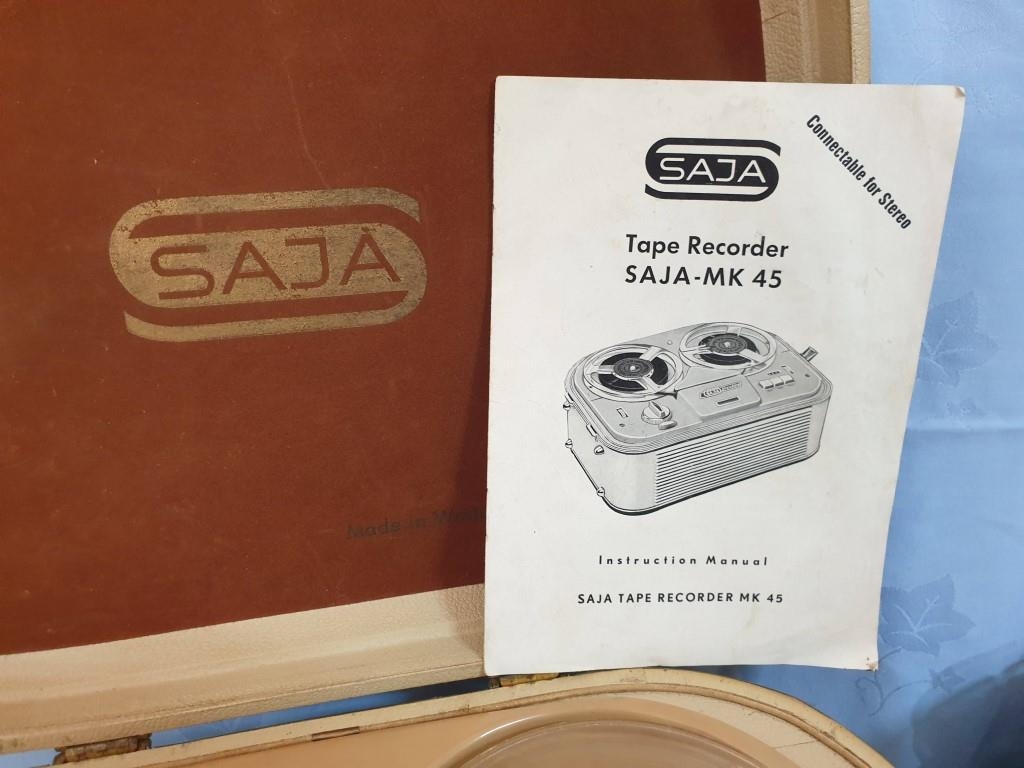 SAJA
Made in West
SAJA
Connectable for Stereo
Tape Recorder
SAJA-MK 45
Instruction Manual
SAJA TAPE RECORDER MK 45